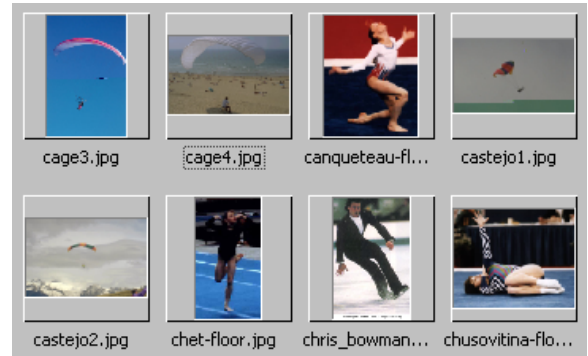 cage3.jpg
cage4.jpg
canqueteau-fl...
castejo1.jpg
castejo2.jpg
chet-floor.jpg
chris_bowman...
chusovitina-flo...